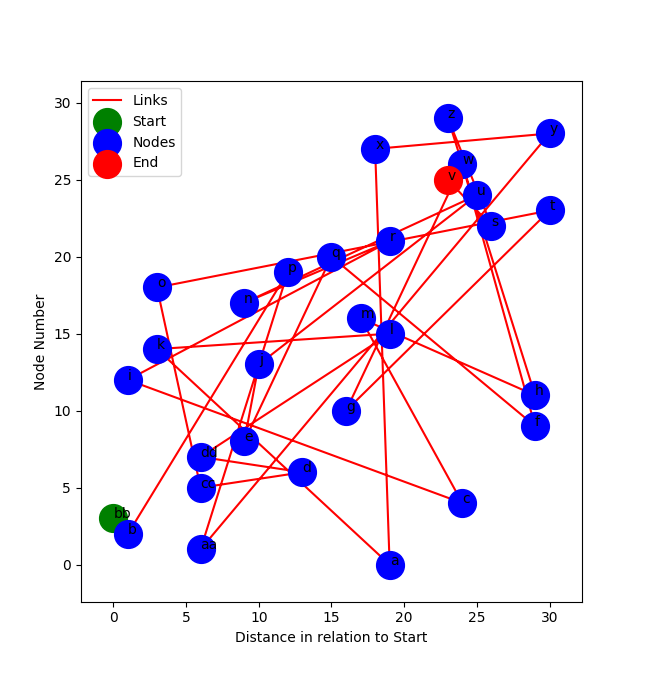 Links
Start
Nodes
End
30
25
20
15
10
5
0
Node Number
z
y
x
w
v
u
t
s
r
q
p
o
n
m
l
k
j
i
h
g
f
e
dd
d
cc
c
bb
b
aa
a
0 5 10 15 20 25 30
Distance in relation to Start